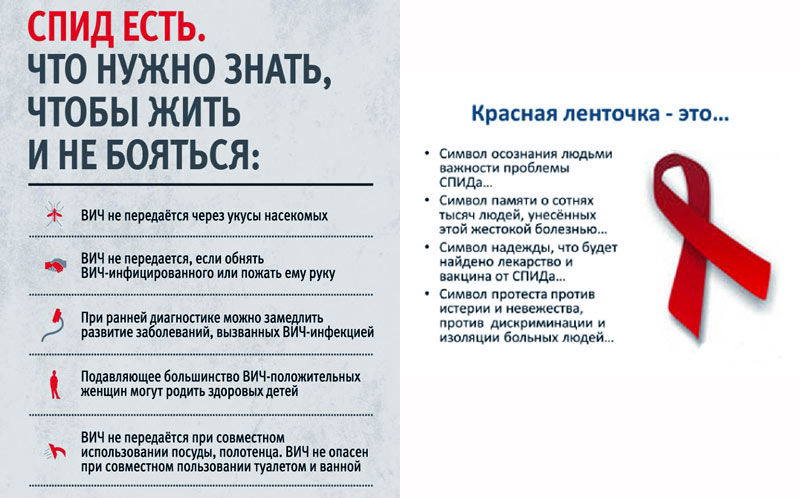 СПИД ЕСТЬ.
ЧТО НУЖНО ЗНАТЬ,
ЧТОБЫ ЖИТЬ
И НЕ БОЯТЬСЯ:
ВИЧ не передаётся через укусы насекомых
ВИЧ не передается, если обнять
ВИЧ-инфицированного или пожать ему руку
При ранней диагностике можно замедлить
развитие заболеваний, вызванных ВИЧ-инфекцией
Подавляющее большинство ВИЧ-положительных
женщин могут родить здоровых детей
ВИЧ не передаётся при совместном
использовании посуды, полотенца. ВИЧ не опасен
при совместном пользовании туалетом и ванной
Красная ленточка - это...
• Символ осознания людьми
важности проблемы
СПИДа...
• Символ памяти о сотнях
тысяч людей, унесённых
этой жестокой болезнью...
• Символ надежды, что будет
найдено лекарство и
вакцина от СПИДа...
• Символ протеста против
истерии и невежества,
против дискриминации и
изоляции больных людей...